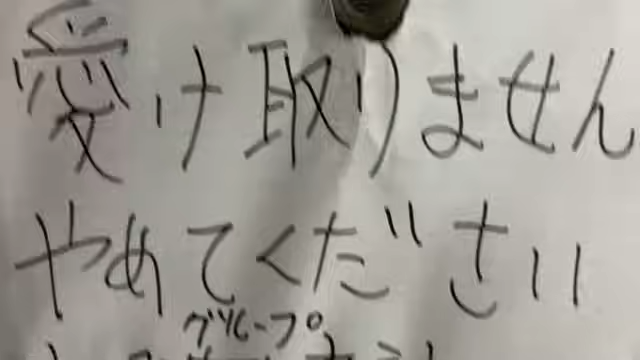 受け取りません
やめてください
グループ